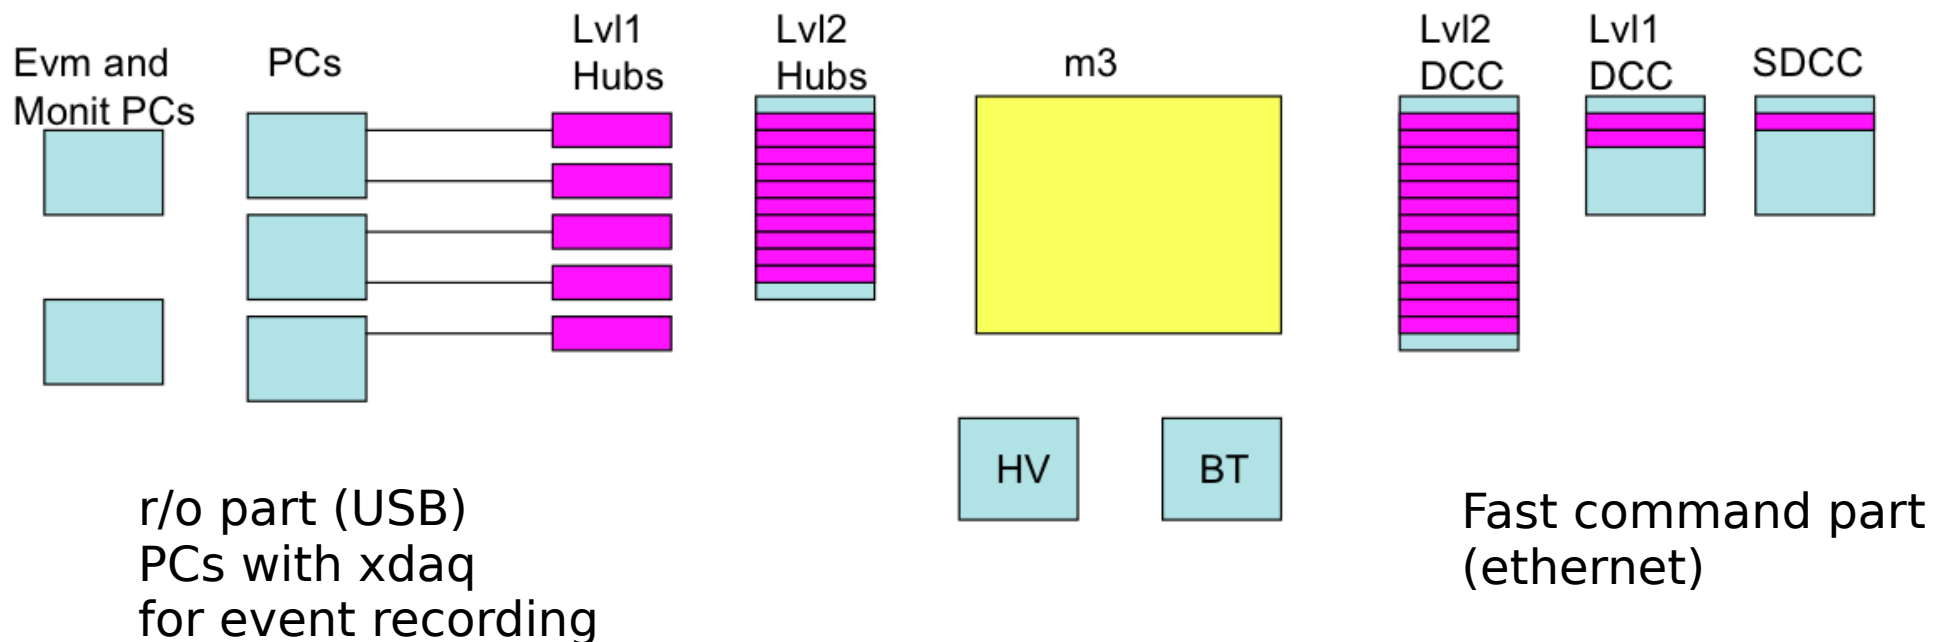 Evm and
Monit PCs
PCs
Lvl1
Hubs
Lvl2
Hubs
m3
Lvl2
DCC
Lvl1
DCC
SDCC
HV
BT
r/o part (USB)
PCs with xdaq
for event recording
Fast command part
(ethernet)